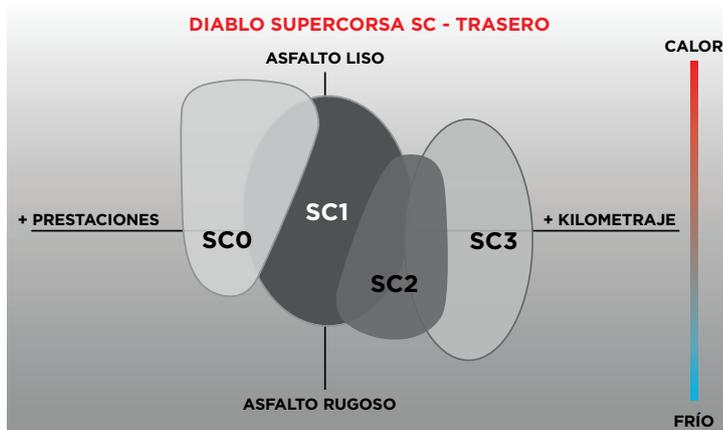 DIABLO SUPERCORSA SC - TRASERO
CALOR
ASFALTO LISO
+ PRESTACIONES
SC0
SC1
SC2
SC3
+ KILOMETRAJE
ASFALTO RUGOSO
FRÍO